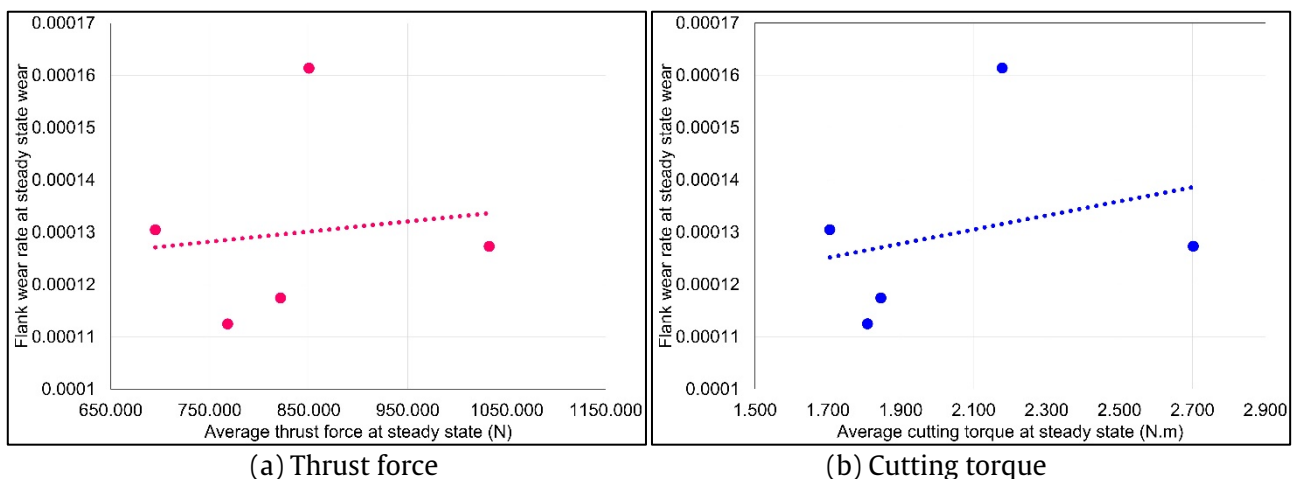 Flank wear rate at steady state wear
0.00017
0.00016
0.00015
0.00014
0.00013
0.00012
0.00011
0.0001
650.000 750.000 850.000 950.000 1050.000 1150.000
Average thrust force at steady state (N)
(a) Thrust force
Flank wear rate at steady state wear
0.00017
0.00016
0.00015
0.00014
0.00013
0.00012
0.00011
0.0001
1.500 1.700 1.900 2.100 2.300 2.500 2.700 2.900
Average cutting torque at steady state (N.m)
(b) Cutting torque